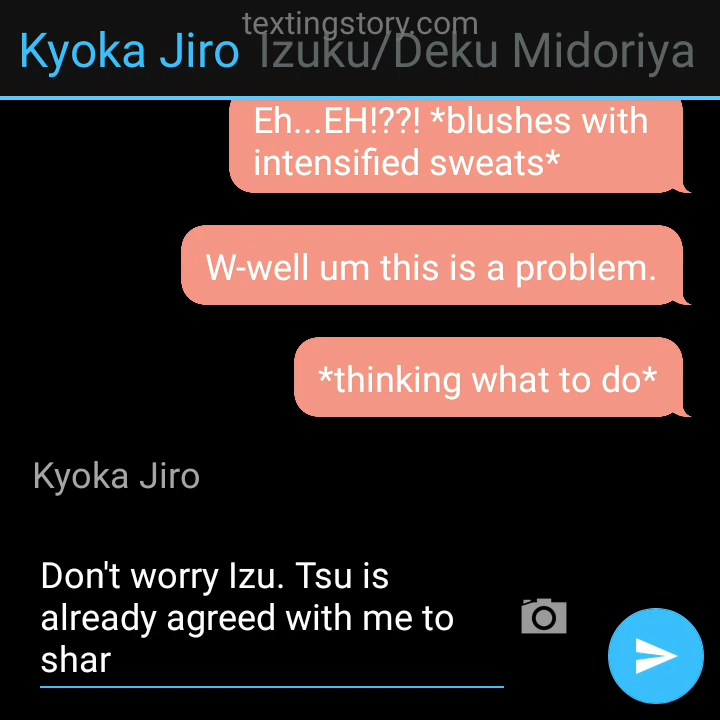 textingstory.com
Kyoka Jiro Izuku/Deku Midoriya
Eh...EH!??! *blushes with
intensified sweats*
W-well um this is a problem.
*thinking what to do*
Kyoka Jiro
Don't worry Izu. Tsu is
already agreed with me to
shar